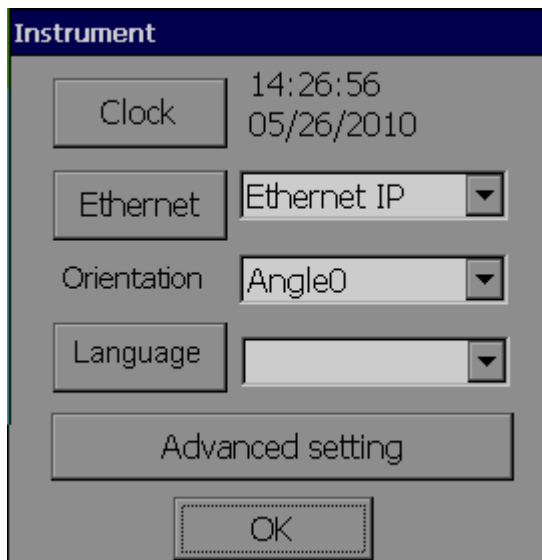 Instrument
Clock
14:26:56
05/26/2010
Ethernet
Ethernet IP
Orientation
Angle0
Language
Advanced setting
OK